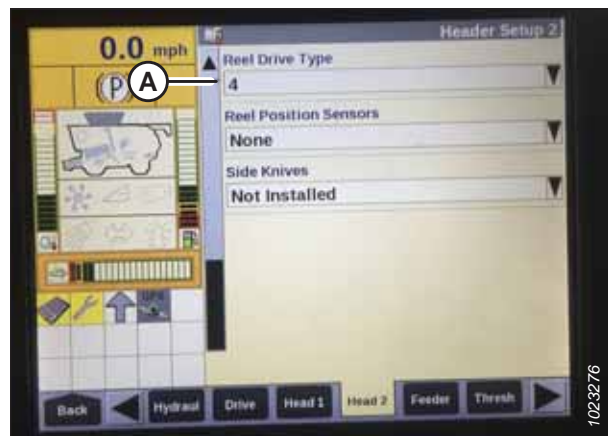 0.0 mph
Header Setup 2
Reel Drive Type
(P)
A
4
Reel Position Sensors
None
Side Knives
Not Installed
GPS
Back
Hydraul
Drive
Head 1
Head 2
Feeder
Thresh
1023276